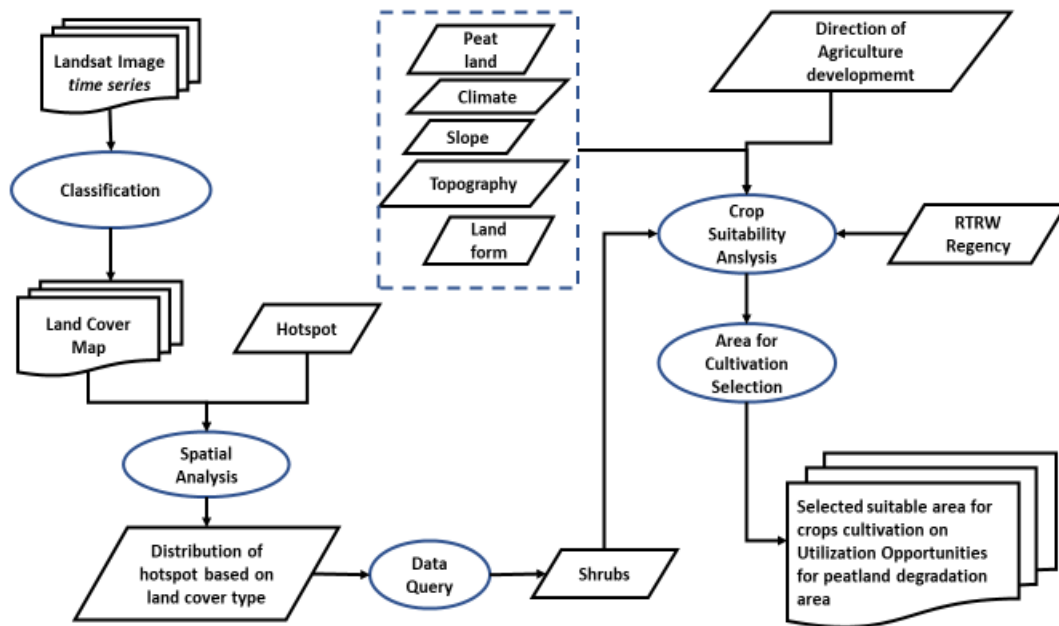 Landsat Image
time series
Classification
Land Cover
Map
Hotspot
Spatial
Analysis
Distribution of
hotspot based on
land cover type
Data
Query
Shrubs
Peat
land
Climate
Slope
Topography
Land
form
Direction of
Agriculture
developmemt
Crop
Suitability
Anslysis
RTRW
Regency
Area for
Cultivation
Selection
Selected suitable area for
crops cultivation on
Utilization Opportunities
for peatland degradation
area